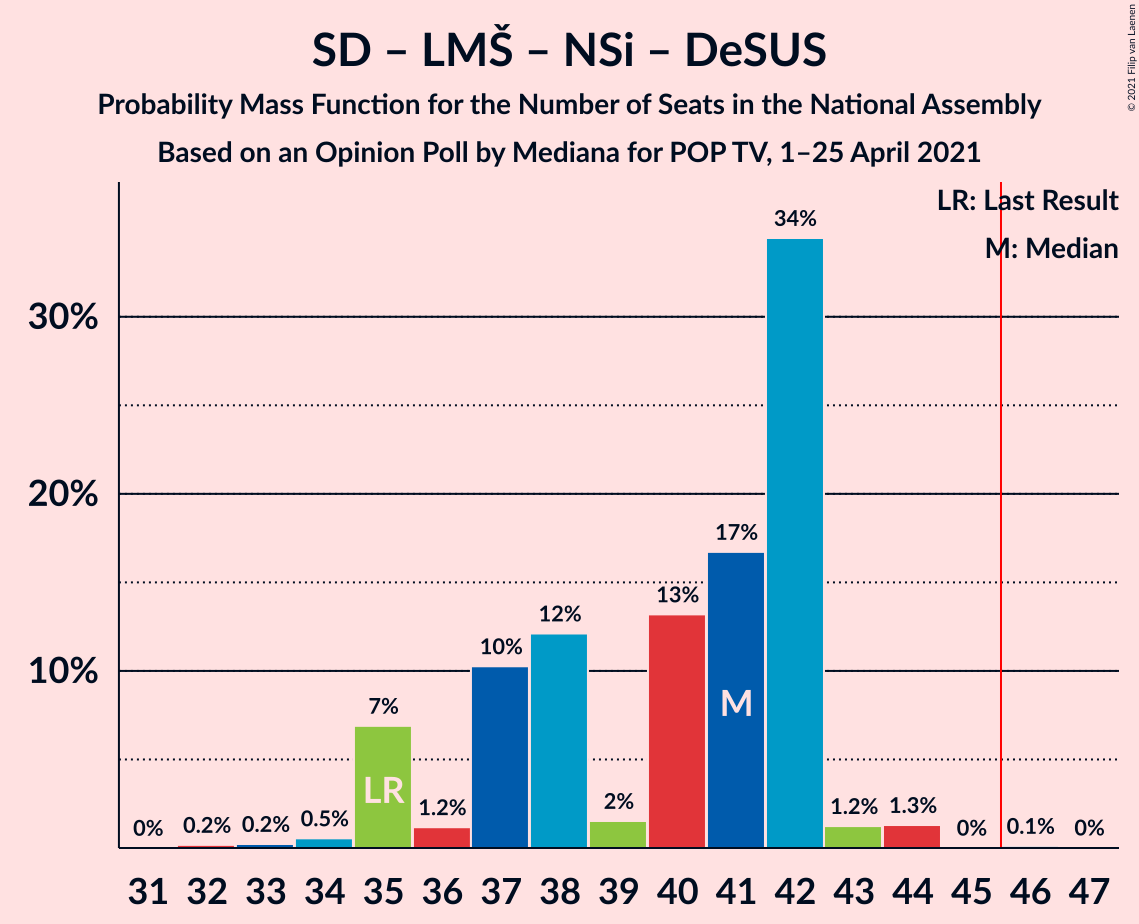 SD – LMŠ – NSi – DeSUS
Probability Mass Function for the Number of Seats in the National Assembly
Based on an Opinion Poll by Mediana for POP TV, 1–25 April 2021
© 2021 Filip van Laenen
LR: Last Result
M: Median
30%
20%
10%
0%
0.2%
0.2%
0.5%
7%
1.2%
10%
12%
2%
13%
17%
34%
1.2%
1.3%
0%
0.1%
0%
LR
M
31 32 33 34 35 36 37 38 39 40 41 42 43 44 45 46 47